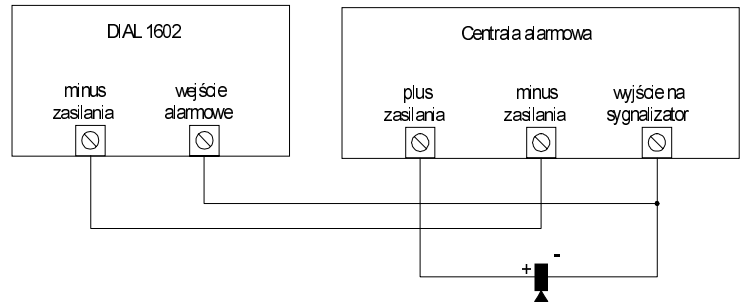 DIAL 1602
minus
zasilania
wejście
alarmowe
Centrala alarmowa
plus
zasilania
minus
zasilania
wyjście na
sygnalizator
+
-